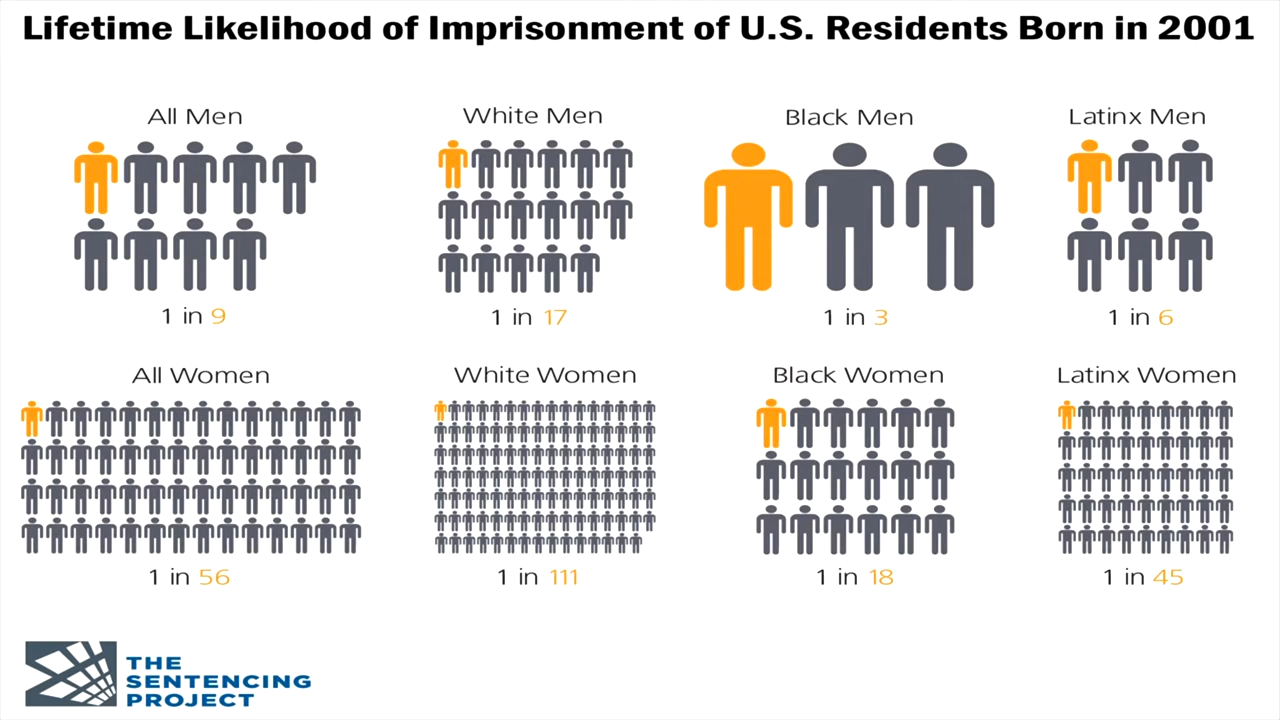 Lifetime Likelihood of Imprisonment of U.S. Residents Born in 2001
All Men
White Men
Black Men
Latinx Men
1 in 9
1 in 17
1 in 3
1 in 6
All Women
White Women
Black Women
Latinx Women
1 in 56
1 in 111
1 in 18
1 in 45
THE
SENTENCING
PROJECT